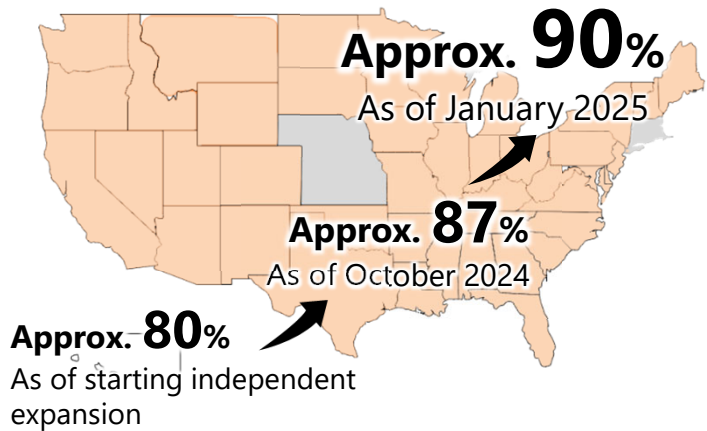 Approx. 90%
As of January 2025
Approx. 87%
As of October 2024
Approx. 80%
As of starting independent
expansion